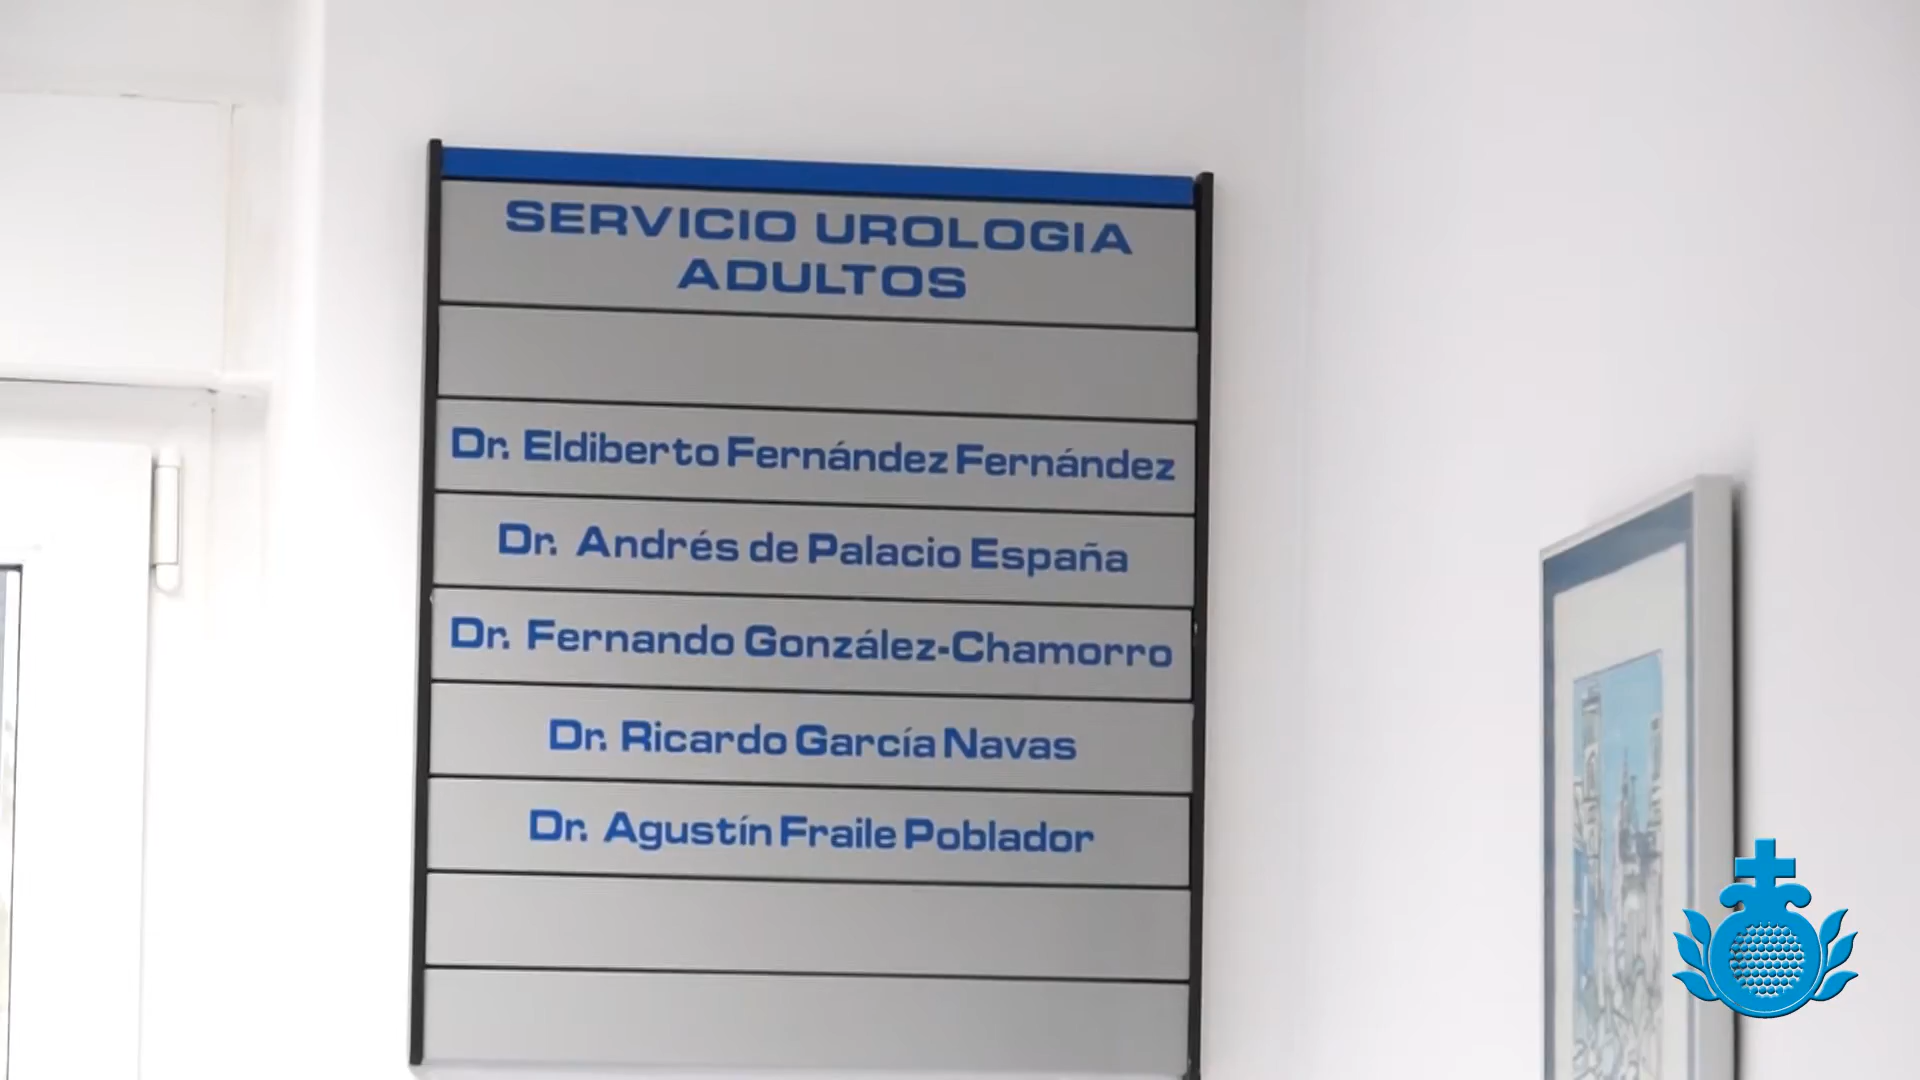 SERVICIO UROLOGIA
ADULTOS
Dr. Eldiberto Fernández Fernández
Dr. Andrés de Palacio España
Dr. Fernando González-Chamorro
Dr. Ricardo García Navas
Dr. Agustín Fraile Poblador